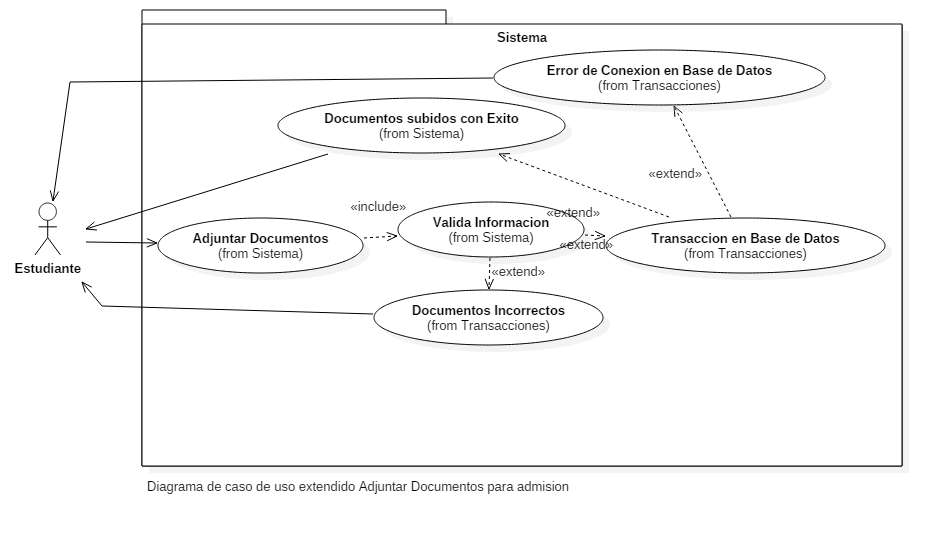 Sistema
Error de Conexion en Base de Datos
(from Transacciones)
Documentos subidos con Exito
(from Sistema)
«extend»
«include»
«extend»
Valida Informacion
(from Sistema)
Adjuntar Documentos
(from Sistema)
«extend»
Transaccion en Base de Datos
(from Transacciones)
Estudiante
«extend»
Documentos Incorrectos
(from Transacciones)
Diagrama de caso de uso extendido Adjuntar Documentos para admision